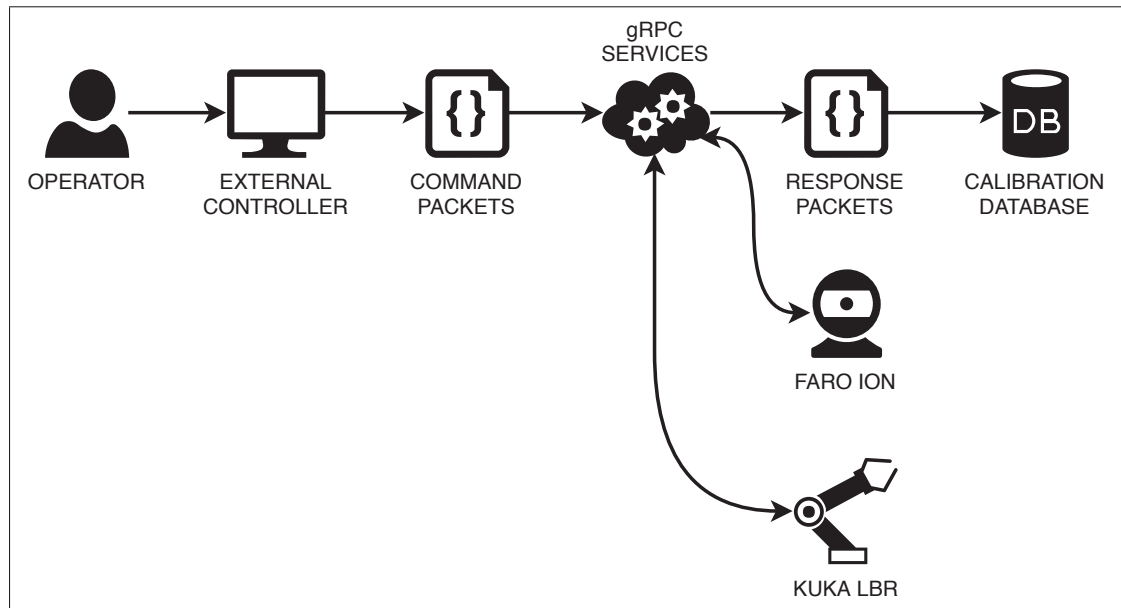 gRPC
SERVICES
{}
{}
DB
OPERATOR
EXTERNAL
CONTROLLER
COMMAND
PACKETS
RESPONSE
PACKETS
CALIBRATION
DATABASE
FARO ION
KUKA LBR